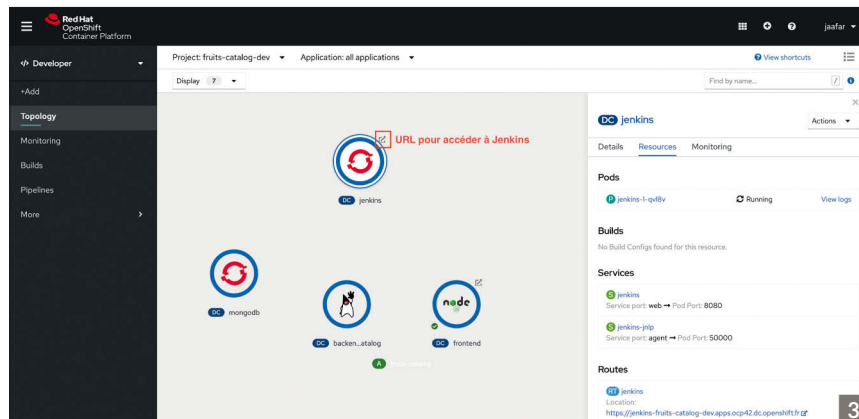 Red Hat
OpenShift
Container Platform
jaafar
Developer
Project: fruits-catalog-dev
Application: all applications
View shortcuts
Display 7
Find by name...
/
+Add
Topology
Monitoring
Builds
Pipelines
More
URL pour accéder à Jenkins
DC jenkins
DC mongodb
node
DC backen...atalog
DC frontend
A
DC jenkins
Actions
Details Resources Monitoring
Pods
P jenkins-1-qvl8v
Running
View logs
Builds
No Build Configs found for this resource.
Services
S jenkins
Service port: web → Pod Port: 8080
S jenkins-jnlp
Service port: agent → Pod Port: 50000
Routes
RT jenkins
Location:
https://jenkins-fruits-catalog-dev.apps.ocp42.dc.openshift.fr
3